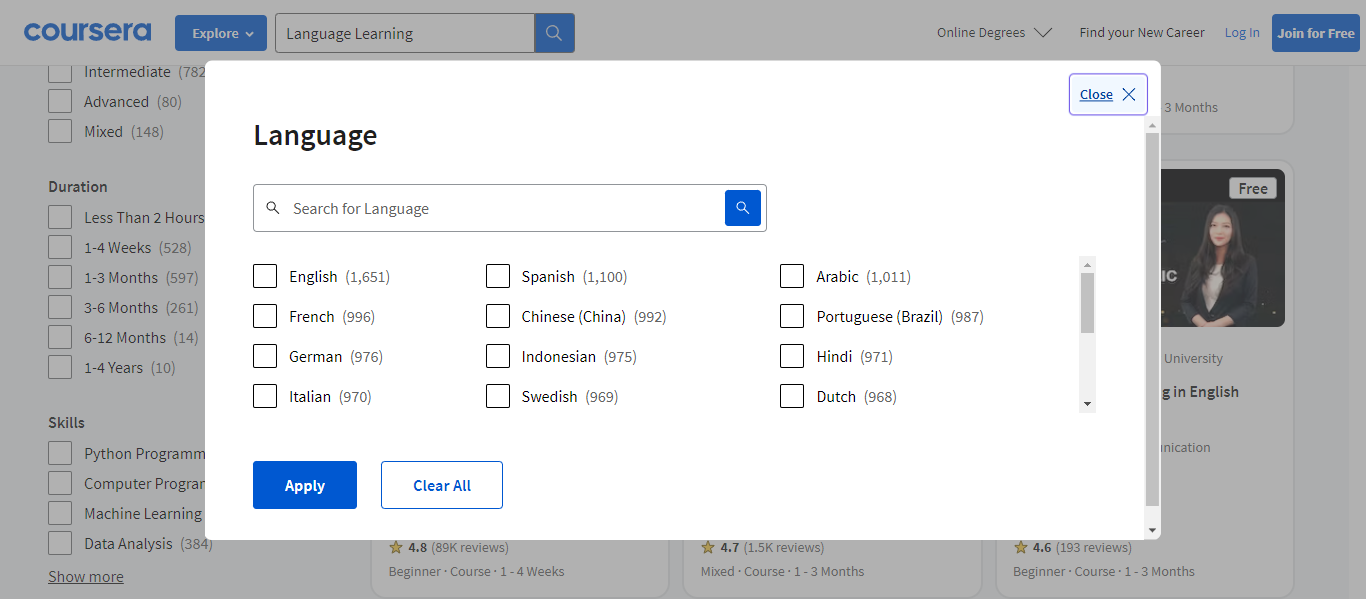 coursera
Explore
Language Learning
Online Degrees
Find your New Career
Log In
Join for Free
Intermediate (782
Advanced (80)
Mixed (148)
Duration
Less Than 2 Hours
1-4 Weeks (528)
1-3 Months (597)
3-6 Months (261)
6-12 Months (14)
1-4 Years (10)
Skills
Python Programm
Computer Progra
Machine Learning
Data Analysis (384)
Show more
Close
Language
Search for Language
English (1,651)
Spanish (1,100)
Arabic (1,011)
French (996)
Chinese (China) (992)
Portuguese (Brazil) (987)
German (976)
Indonesian (975)
Hindi (971)
Italian (970)
Swedish (969)
Dutch (968)
Apply
Clear All
3 Months
Free
IC
University
g in English
unication
4.8 (89K reviews)
Beginner · Course · 1 - 4 Weeks
4.7 (1.5K reviews)
Mixed · Course · 1 - 3 Months
4.6 (193 reviews)
Beginner · Course · 1 - 3 Months